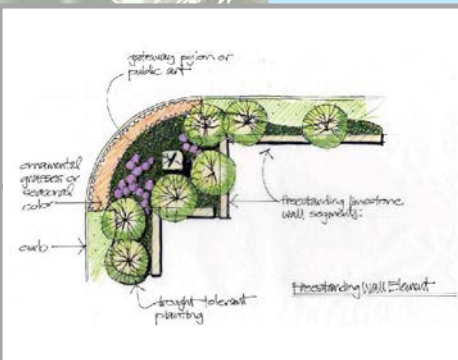 gateway pylon or
public art
ornamental
grasses or
seasonal
color
curb
freestanding limestone
wall segments:
drought tolerant
planting
Freestanding Wall Element